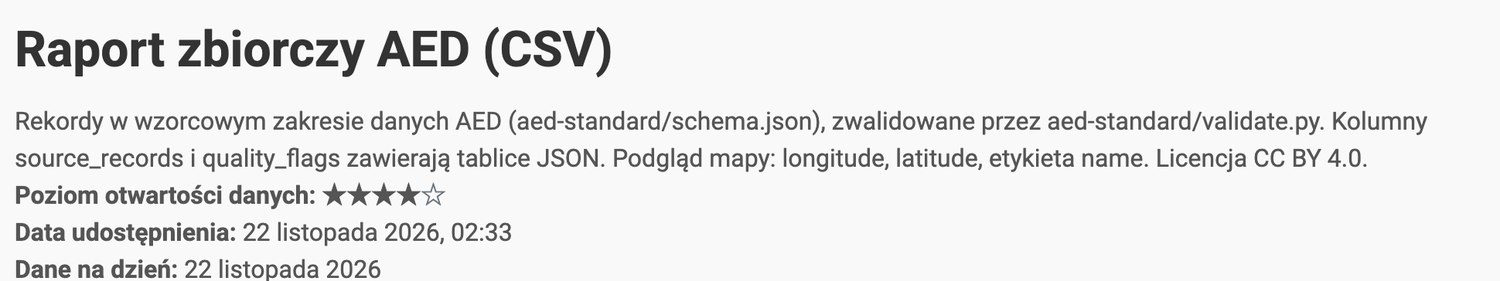 Raport zbiorczy AED (CSV)
Rekordy w wzorcowym zakresie danych AED (aed-standard/schema.json), zwalidowane przez aed-standard/validate.py. Kolumny
source_records i quality_flags zawierają tablice JSON. Podgląd mapy: longitude, latitude, etykieta name. Licencja CC BY 4.0.
Poziom otwartości danych: ★★★★☆
Data udostępnienia: 22 listopada 2026, 02:33
Dane na dzień: 22 listopada 2026